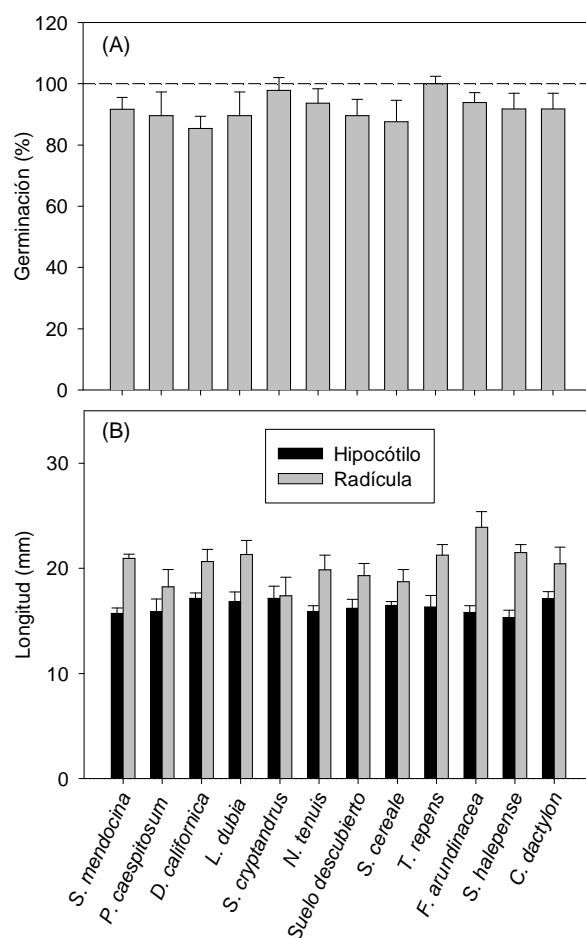 120
(A)
100
80
60
40
20
0
Germinación (%)
(B)
Hipocótilo
Radícula
30
20
10
0
Longitud (mm)
S. mendocina
P. caespitosum
D. californica
L. dubia
S. cryptandrus
N. tenuis
Suelo descubierto
S. cereale
T. repens
F. arundinacea
S. halepense
C. dactylon